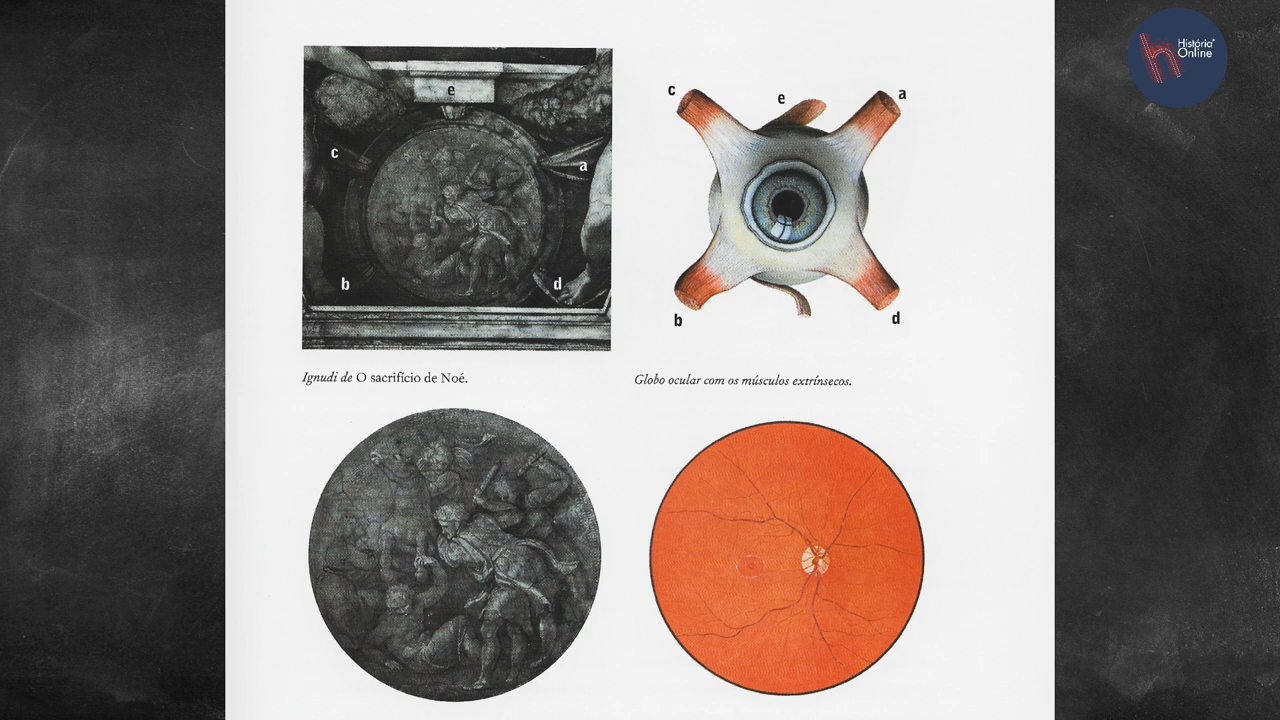 História
Online
e
c
a
b
d
c
e
a
b
d
Ignudi de O sacrifício de Noé.
Globo ocular com os músculos extrínsecos.